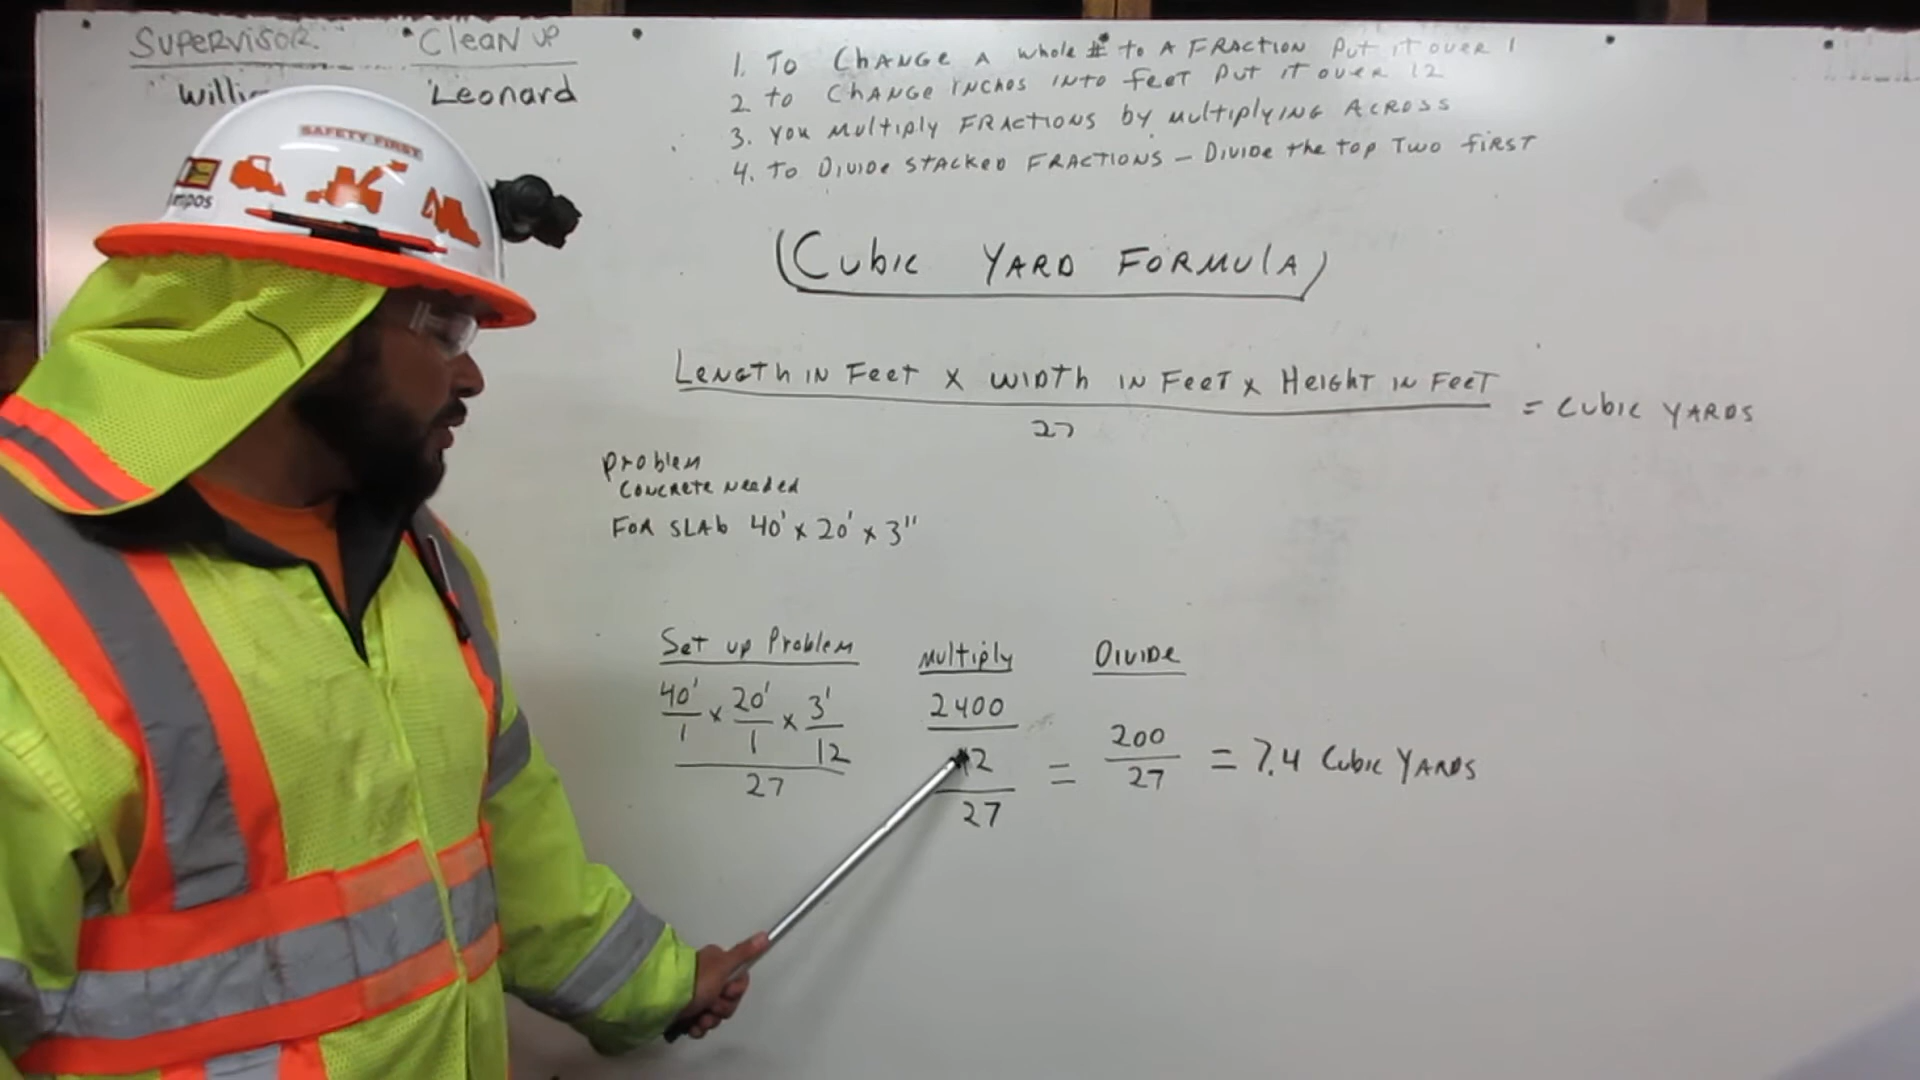 Supervisor • Clean up
Leonard
1. To Change a whole # to a Fraction put it over 1
2 to Change inchos into feet put it over 12
3. you multiply Fractions by multiplying Across
4. to Divide stacked Fractions – Divide the top Two first
(Cubic Yard Formula)
Length in Feet x width in Feet x Height in Feet
27
= Cubic Yards
Problem
Concrete needed
For Slab 40' x 20' x 3"
Set up Problem
40' x 20' x 3'
1 1 12
27
Multiply
2400
12
27
=
Divide
200
27
= 7.4 Cubic Yards
SAFETY FIRST